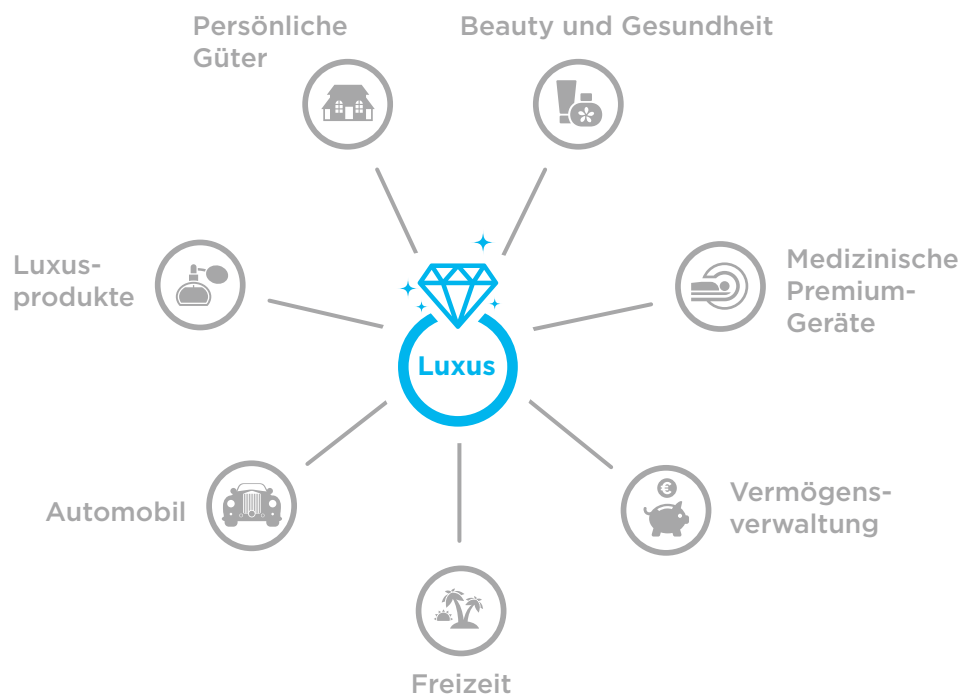 Persönliche
Güter
Beauty und Gesundheit
Luxus-
produkte
Medizinische
Premium-
Geräte
Luxus
Automobil
€
Vermögens-
verwaltung
Freizeit